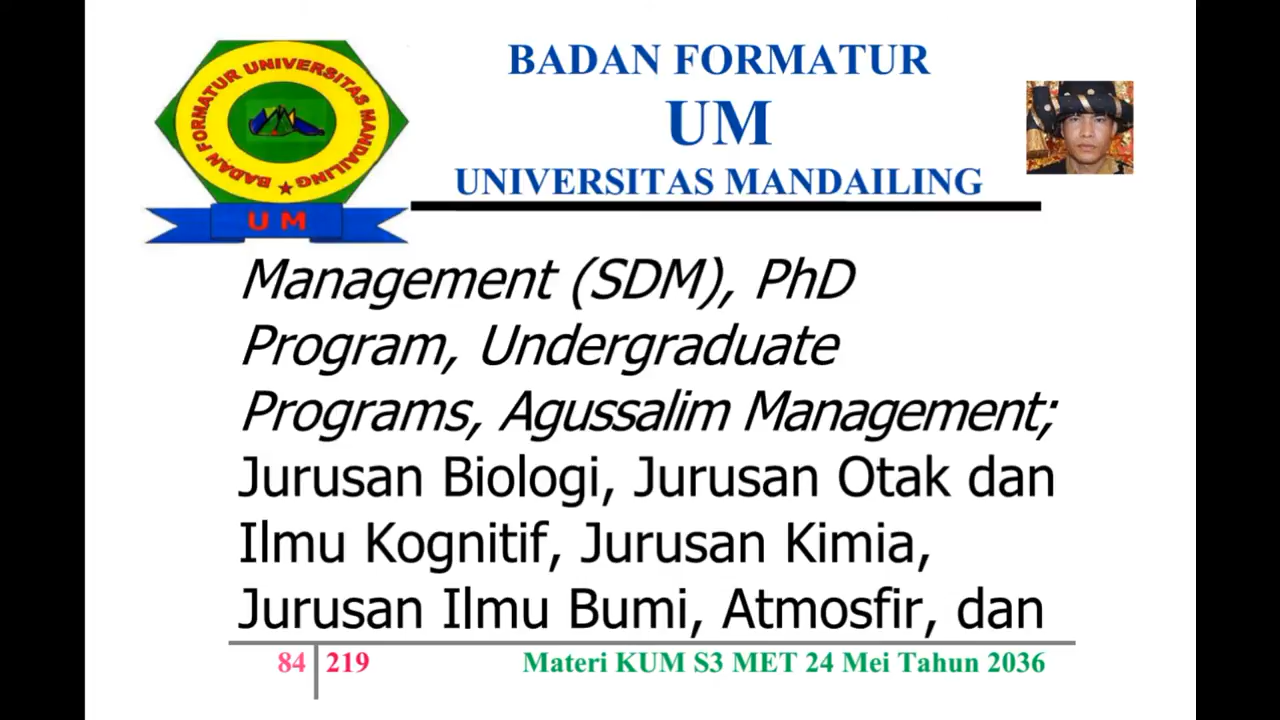 BADAN FORMATUR UNIVERSITAS MANDAILING
U M
BADAN FORMATUR
UM
UNIVERSITAS MANDAILING
Management (SDM), PhD
Program, Undergraduate
Programs, Agussalim Management;
Jurusan Biologi, Jurusan Otak dan
Ilmu Kognitif, Jurusan Kimia,
Jurusan Ilmu Bumi, Atmosfir, dan
84 219 Materi KUM S3 MET 24 Mei Tahun 2036